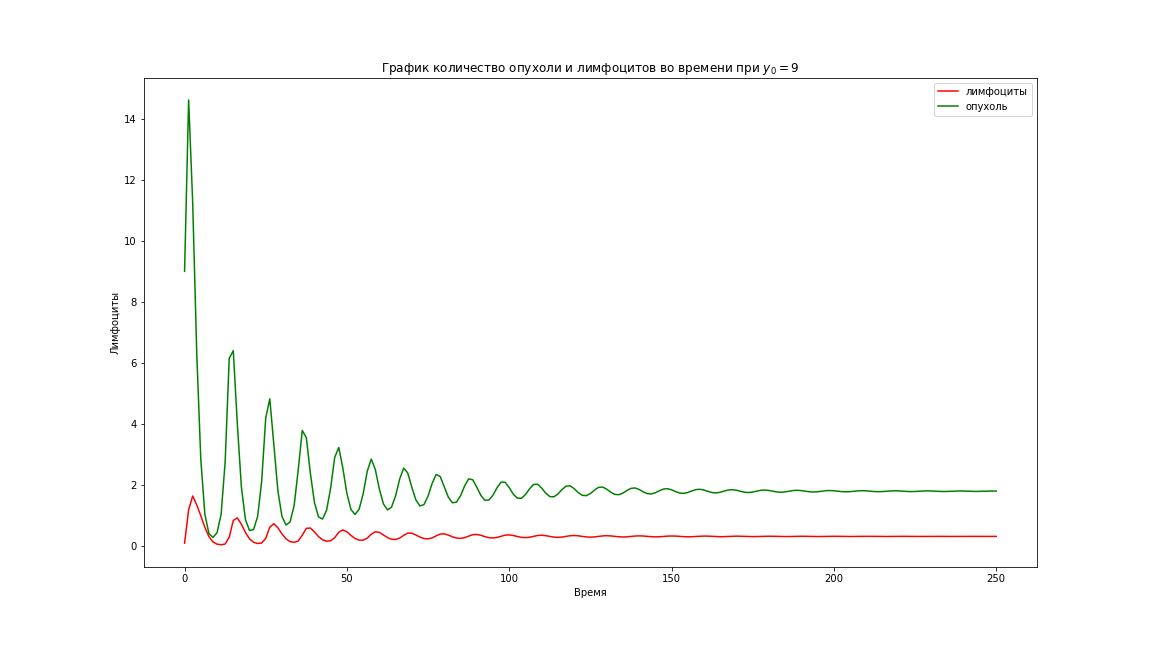 График количество опухоли и лимфоцитов во времени при y₀ = 9
лимфоциты
опухоль
Лимфоциты
14
12
10
8
6
4
2
0
0 50 100 150 200 250
Время